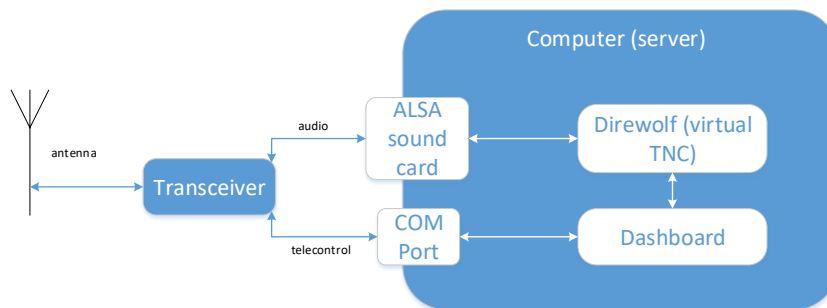 Computer (server)
antenna
Transceiver
audio
telecontrol
ALSA
sound
card
COM
Port
Direwolf (virtual
TNC)
Dashboard